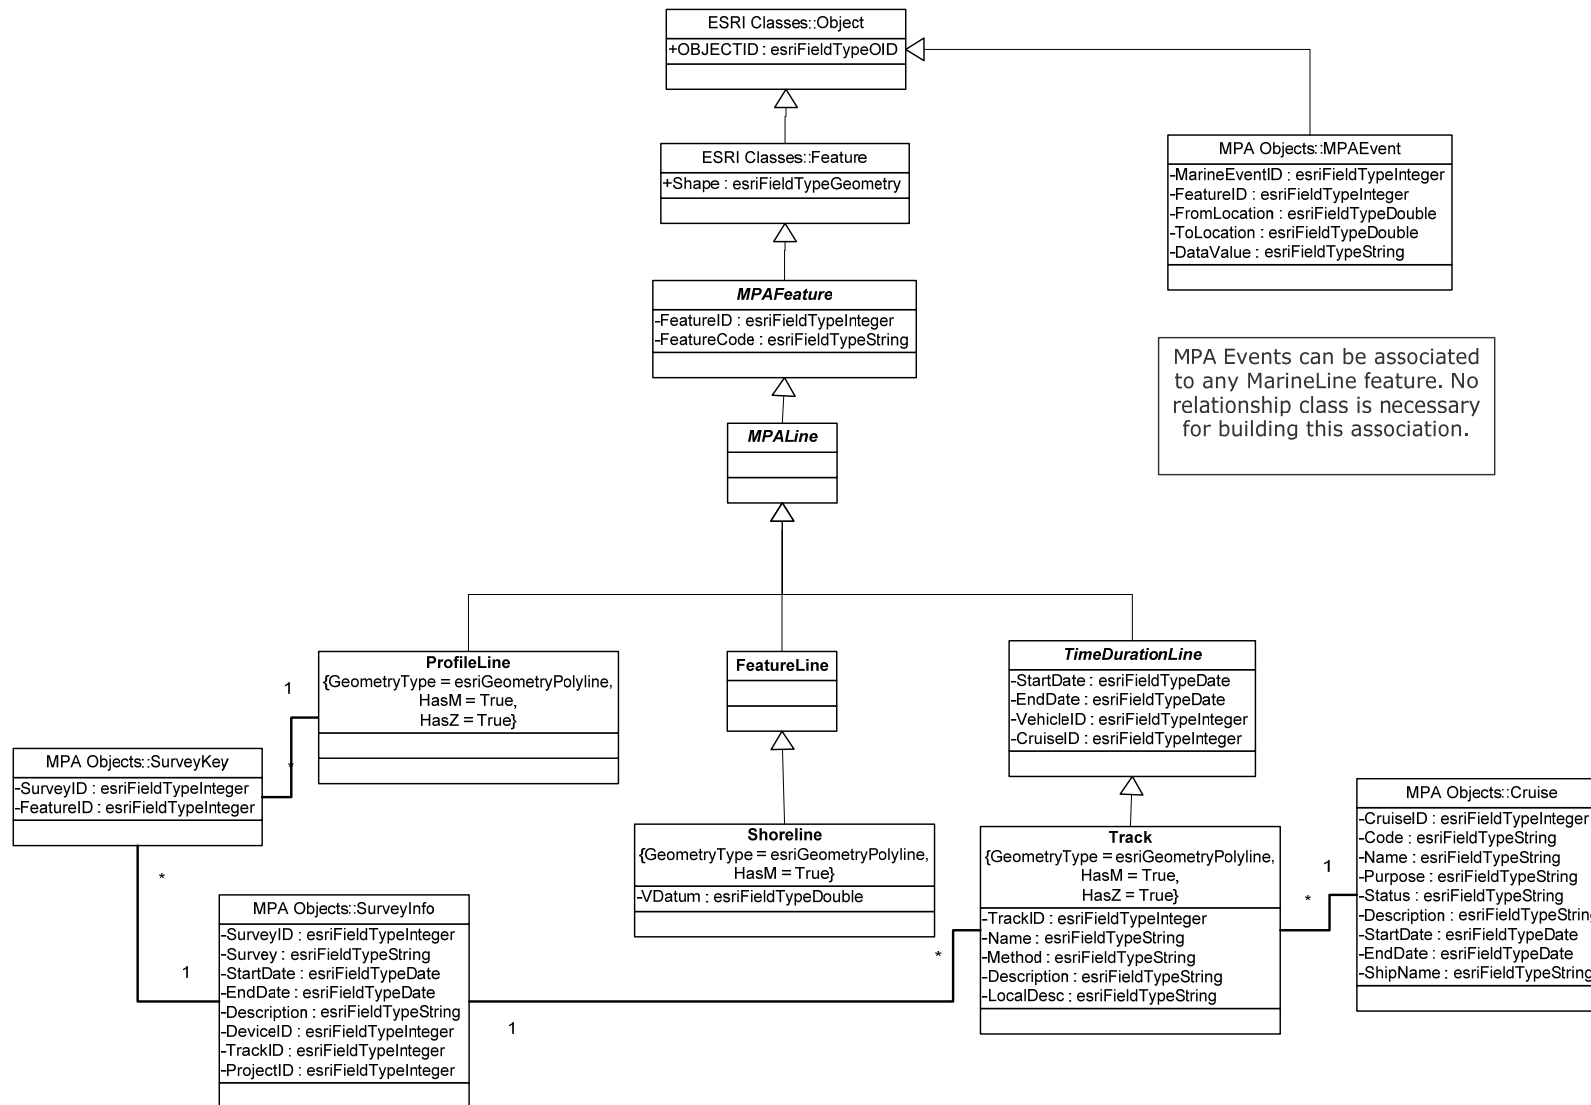 ESRI Classes::Object
+OBJECTID : esriFieldTypeOID
ESRI Classes::Feature
+Shape : esriFieldTypeGeometry
MPA Objects::MPAEvent
-MarineEventID : esriFieldTypeInteger
-FeatureID : esriFieldTypeInteger
-FromLocation : esriFieldTypeDouble
-ToLocation : esriFieldTypeDouble
-DataValue : esriFieldTypeString
MPAFeature
-FeatureID : esriFieldTypeInteger
-FeatureCode : esriFieldTypeString
MPA Events can be associated
to any MarineLine feature. No
relationship class is necessary
for building this association.
MPALine
ProfileLine
{GeometryType = esriGeometryPolyline,
HasM = True,
HasZ = True}
1
*
FeatureLine
TimeDurationLine
-StartDate : esriFieldTypeDate
-EndDate : esriFieldTypeDate
-VehicleID : esriFieldTypeInteger
-CruiseID : esriFieldTypeInteger
MPA Objects::SurveyKey
-SurveyID : esriFieldTypeInteger
-FeatureID : esriFieldTypeInteger
*
1
Shoreline
{GeometryType = esriGeometryPolyline,
HasM = True}
-VDatum : esriFieldTypeDouble
Track
{GeometryType = esriGeometryPolyline,
HasM = True,
HasZ = True}
-TrackID : esriFieldTypeInteger
-Name : esriFieldTypeString
-Method : esriFieldTypeString
-Description : esriFieldTypeString
-LocalDesc : esriFieldTypeString
1
*
MPA Objects::Cruise
-CruiseID : esriFieldTypeInteger
-Code : esriFieldTypeString
-Name : esriFieldTypeString
-Purpose : esriFieldTypeString
-Status : esriFieldTypeString
-Description : esriFieldTypeString
-StartDate : esriFieldTypeDate
-EndDate : esriFieldTypeDate
-ShipName : esriFieldTypeString
MPA Objects::SurveyInfo
-SurveyID : esriFieldTypeInteger
-Survey : esriFieldTypeString
-StartDate : esriFieldTypeDate
-EndDate : esriFieldTypeDate
-Description : esriFieldTypeString
-DeviceID : esriFieldTypeInteger
-TrackID : esriFieldTypeInteger
-ProjectID : esriFieldTypeInteger
*
1